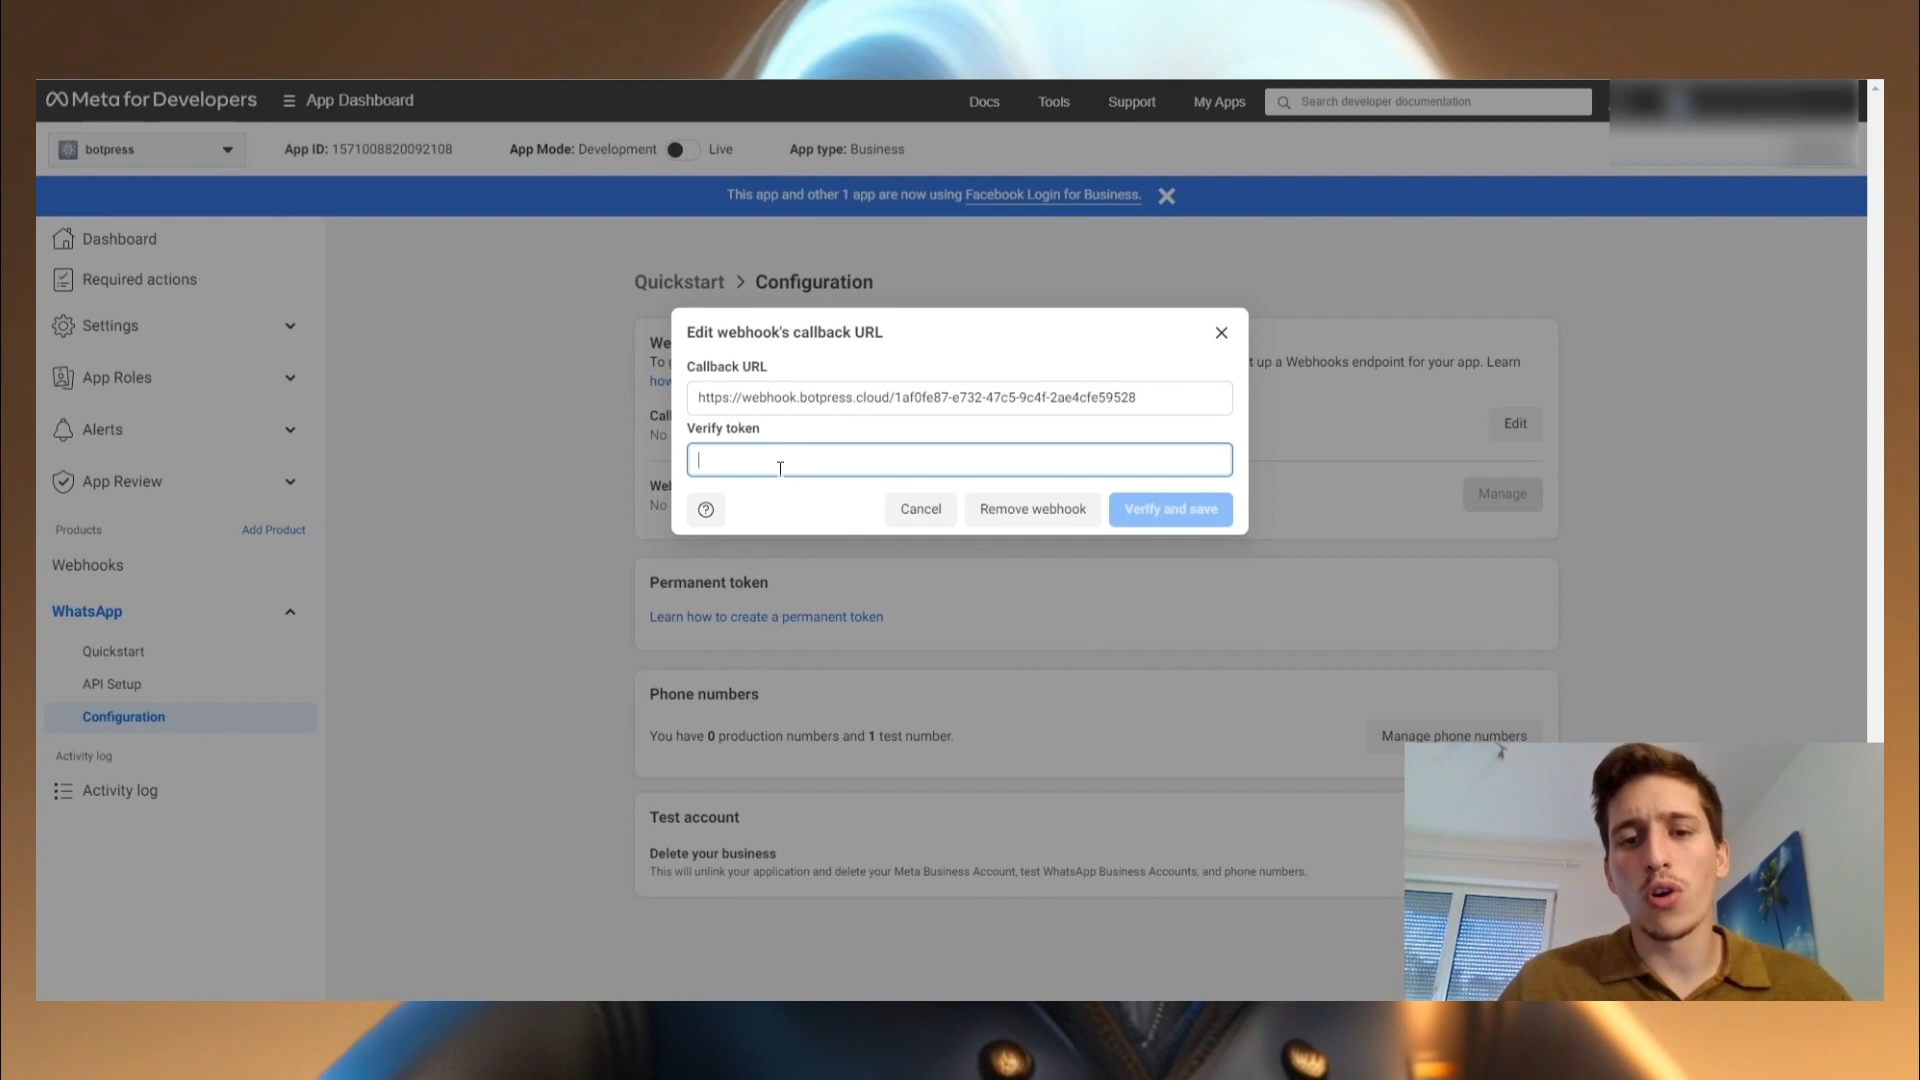 Meta for Developers
App Dashboard
Docs
Tools
Support
My Apps
Search developer documentation
botpress
App ID: 1571008820092108
App Mode: Development
Live
App type: Business
This app and other 1 app are now using Facebook Login for Business.
Dashboard
Required actions
Settings
App Roles
Alerts
App Review
Products
Add Product
Webhooks
WhatsApp
Quickstart
API Setup
Configuration
Activity log
Activity log
Quickstart > Configuration
We
To
t up a Webhooks endpoint for your app. Learn
how
Call
No
Edit
We
No
Manage
Edit webhook's callback URL
Callback URL
https://webhook.botpress.cloud/1af0fe87-e732-47c5-9c4f-2ae4cfe59528
Verify token
Cancel
Remove webhook
Verify and save
Permanent token
Learn how to create a permanent token
Phone numbers
You have 0 production numbers and 1 test number.
Manage phone numbers
Test account
Delete your business
This will unlink your application and delete your Meta Business Account, test WhatsApp Business Accounts, and phone numbers.